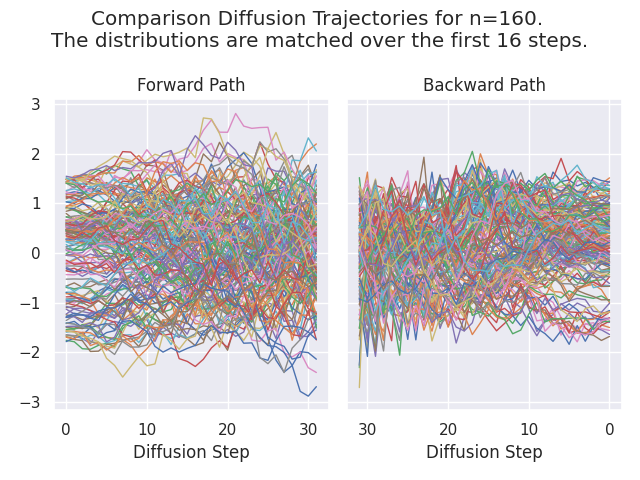 Comparison Diffusion Trajectories for n=160.
The distributions are matched over the first 16 steps.
Forward Path
Backward Path
3
2
1
0
−1
−2
−3
0
10
20
30
30
20
10
0
Diffusion Step
Diffusion Step